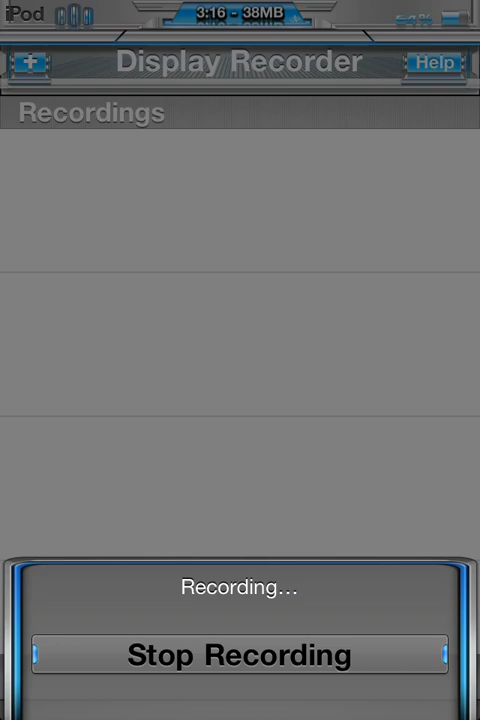 iPod
3:16 - 38MB
Display Recorder
Help
Recordings
Recording...
Stop Recording